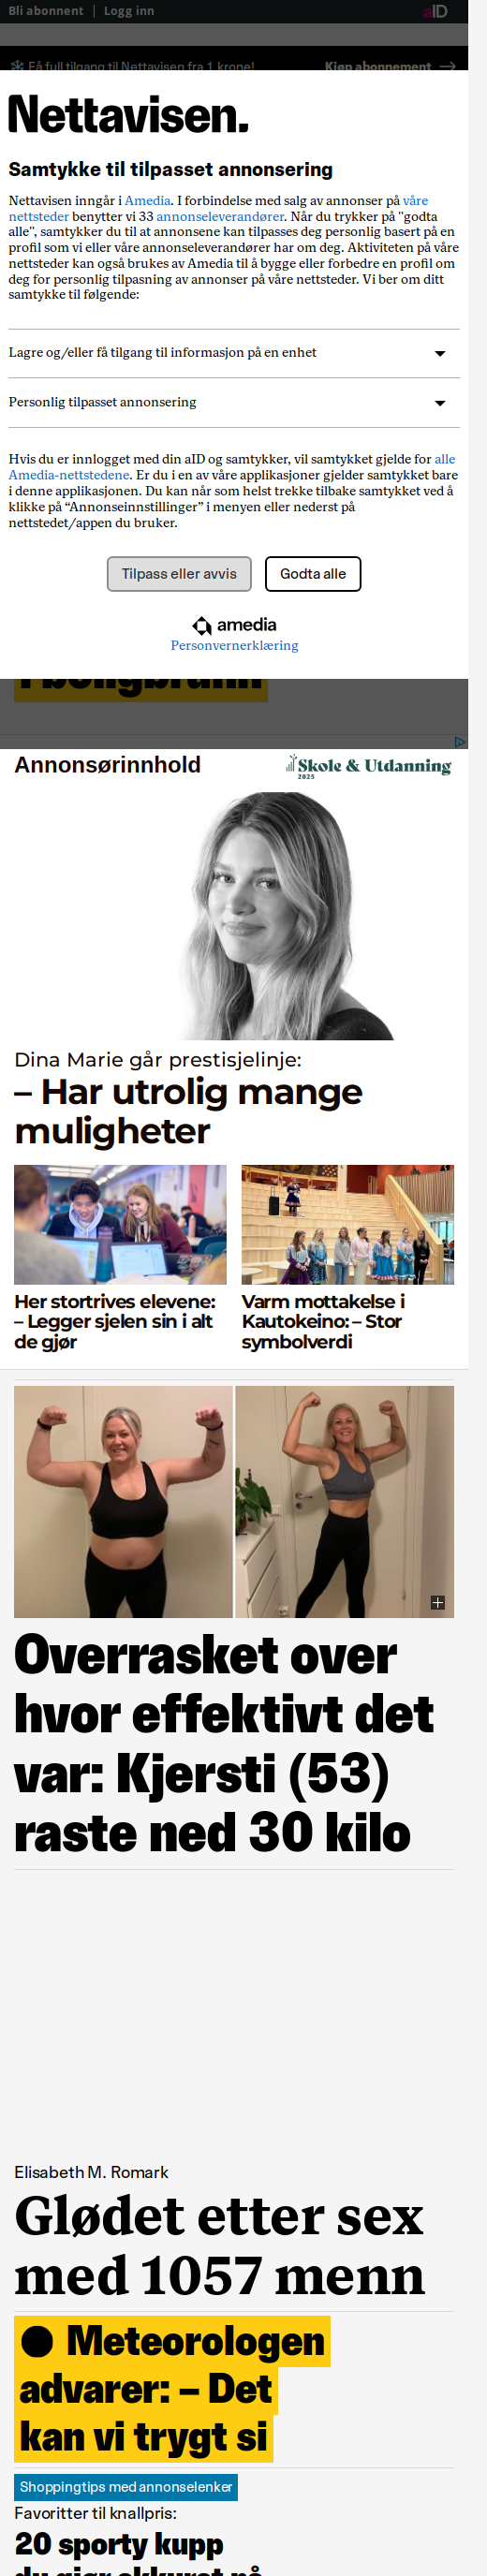 Bli abonnent | Logg inn
aID
Få full tilgang til Nettavisen fra 1 krone!
Kjøp abonnement
Nettavisen.
Samtykke til tilpasset annonsering
Nettavisen inngår i Amedia. I forbindelse med salg av annonser på våre
nettsteder benytter vi 33 annonseleverandører. Når du trykker på "godta
alle", samtykker du til at annonsene kan tilpasses deg personlig basert på en
profil som vi eller våre annonseleverandører har om deg. Aktiviteten på våre
nettsteder kan også brukes av Amedia til å bygge eller forbedre en profil om
deg for personlig tilpasning av annonser på våre nettsteder. Vi ber om ditt
samtykke til følgende:
Lagre og/eller få tilgang til informasjon på en enhet
Personlig tilpasset annonsering
Hvis du er innlogget med din aID og samtykker, vil samtykket gjelde for alle
Amedia-nettstedene. Er du i en av våre applikasjoner gjelder samtykket bare
i denne applikasjonen. Du kan når som helst trekke tilbake samtykket ved å
klikke på “Annonseinnstillinger” i menyen eller nederst på
nettstedet/appen du bruker.
Tilpass eller avvis
Godta alle
amedia
Personvernerklæring
i boligbrann
Annonsørinnhold
Skole & Utdanning
2025
Dina Marie går prestisjelinje:
– Har utrolig mange
muligheter
Her stortrives elevene:
– Legger sjelen sin i alt
de gjør
Varm mottakelse i
Kautokeino: – Stor
symbolverdi
Overrasket over
hvor effektivt det
var: Kjersti (53)
raste ned 30 kilo
Elisabeth M. Romark
Glødet etter sex
med 1057 menn
Meteorologen
advarer: – Det
kan vi trygt si
Shoppingtips med annonselenker
Favoritter til knallpris:
20 sporty kupp
du gjør akkurat nå